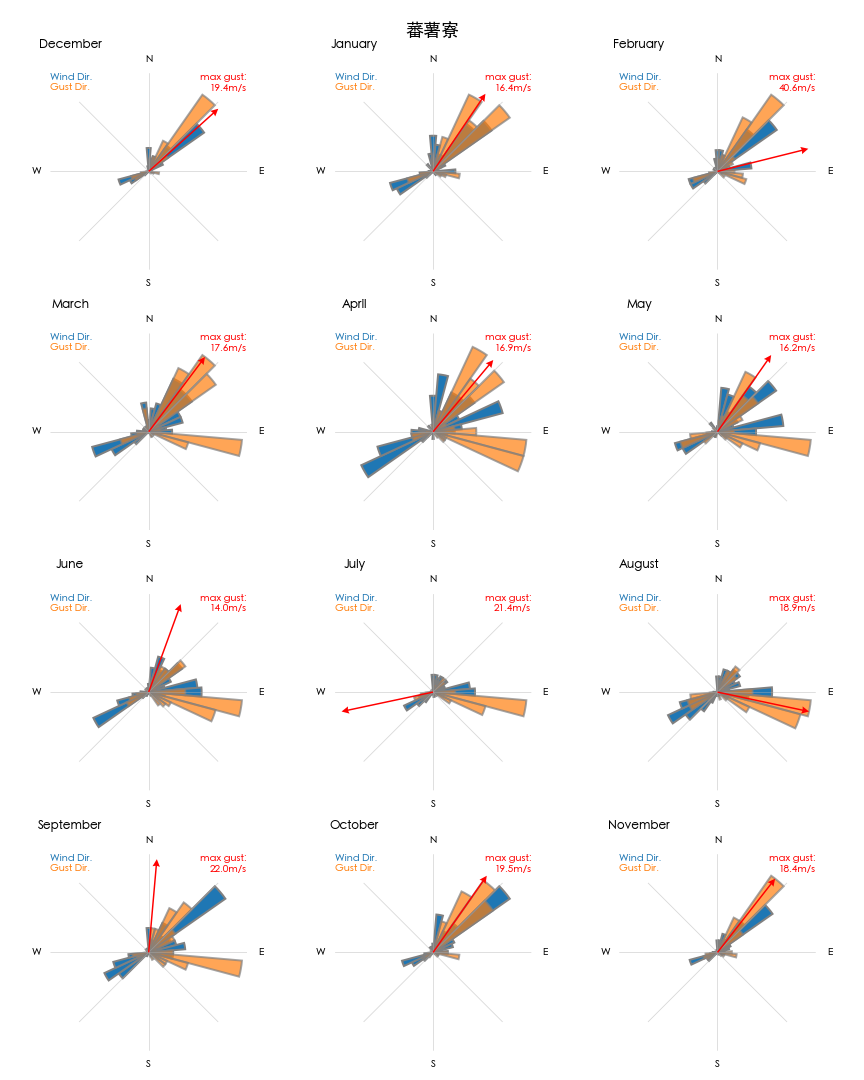 蕃薯寮
December
N
Wind Dir.
Gust Dir.
max gust:
19.4m/s
W
E
S
January
N
Wind Dir.
Gust Dir.
max gust:
16.4m/s
W
E
S
February
N
Wind Dir.
Gust Dir.
max gust:
40.6m/s
W
E
S
March
N
Wind Dir.
Gust Dir.
max gust:
17.6m/s
W
E
S
April
N
Wind Dir.
Gust Dir.
max gust:
16.9m/s
W
E
S
May
N
Wind Dir.
Gust Dir.
max gust:
16.2m/s
W
E
S
June
N
Wind Dir.
Gust Dir.
max gust:
14.0m/s
W
E
S
July
N
Wind Dir.
Gust Dir.
max gust:
21.4m/s
W
E
S
August
N
Wind Dir.
Gust Dir.
max gust:
18.9m/s
W
E
S
September
N
Wind Dir.
Gust Dir.
max gust:
22.0m/s
W
E
S
October
N
Wind Dir.
Gust Dir.
max gust:
19.5m/s
W
E
S
November
N
Wind Dir.
Gust Dir.
max gust:
18.4m/s
W
E
S